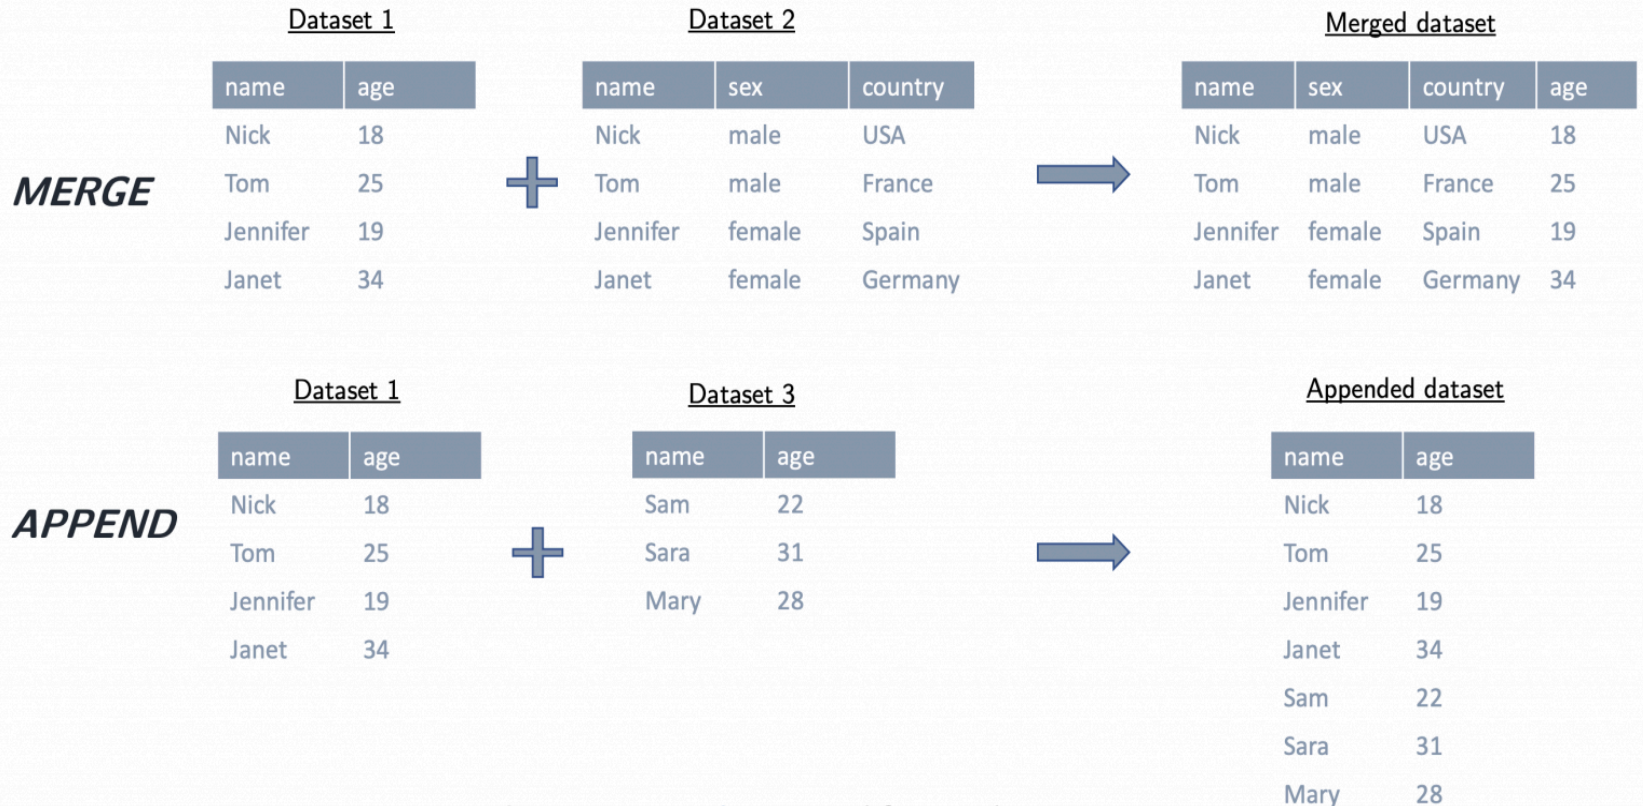 Dataset 1 Dataset 2 Merged dataset
name age name sex country name sex country age
Nick 18 Nick male USA Nick male USA 18
MERGE
Tom 25 Tom male France Tom male France 25
Jennifer 19 Jennifer female Spain Jennifer female Spain 19
Janet 34 Janet female Germany Janet female Germany 34
Dataset 1 Dataset 3 Appended dataset
name age name age name age
Nick 18 Sam 22 Nick 18
APPEND
Tom 25 Sara 31 Tom 25
Jennifer 19 Mary 28 Jennifer 19
Janet 34 Janet 34
Sam 22
Sara 31
Mary 28